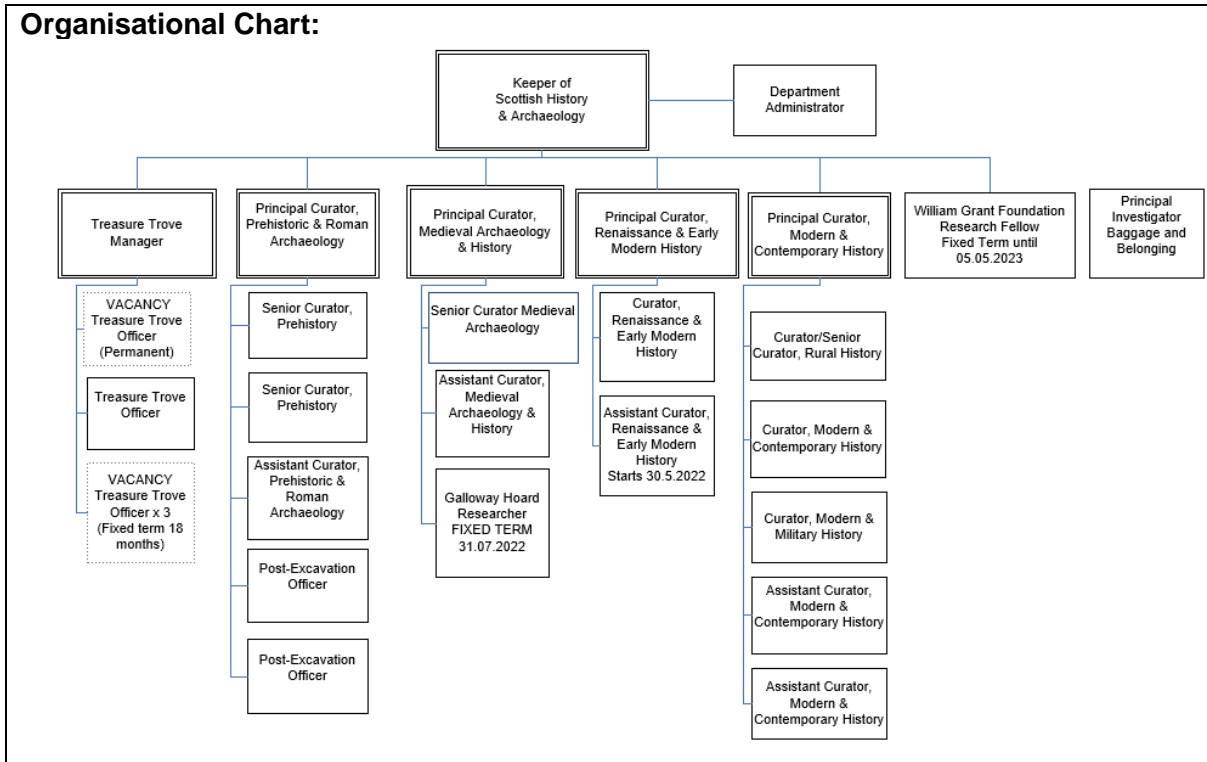 Organisational Chart:
Keeper of
Scottish History
& Archaeology
Department
Administrator
Treasure Trove
Manager
Principal Curator,
Prehistoric & Roman
Archaeology
Principal Curator,
Medieval Archaeology
& History
Principal Curator,
Renaissance & Early
Modern History
Principal Curator,
Modern &
Contemporary History
William Grant Foundation
Research Fellow
Fixed Term until
05.05.2023
Principal
Investigator
Baggage and
Belonging
VACANCY
Treasure Trove
Officer
(Permanent)
Treasure Trove
Officer
VACANCY
Treasure Trove
Officer x 3
(Fixed term 18
months)
Senior Curator,
Prehistory
Senior Curator,
Prehistory
Assistant Curator,
Prehistoric &
Roman
Archaeology
Post-Excavation
Officer
Post-Excavation
Officer
Senior Curator Medieval
Archaeology
Assistant Curator,
Medieval
Archaeology &
History
Galloway Hoard
Researcher
FIXED TERM
31.07.2022
Curator,
Renaissance &
Early Modern
History
Assistant Curator,
Renaissance &
Early Modern
History
Starts 30.5.2022
Curator/Senior
Curator, Rural History
Curator, Modern &
Contemporary History
Curator, Modern &
Military History
Assistant Curator,
Modern &
Contemporary History
Assistant Curator,
Modern &
Contemporary History